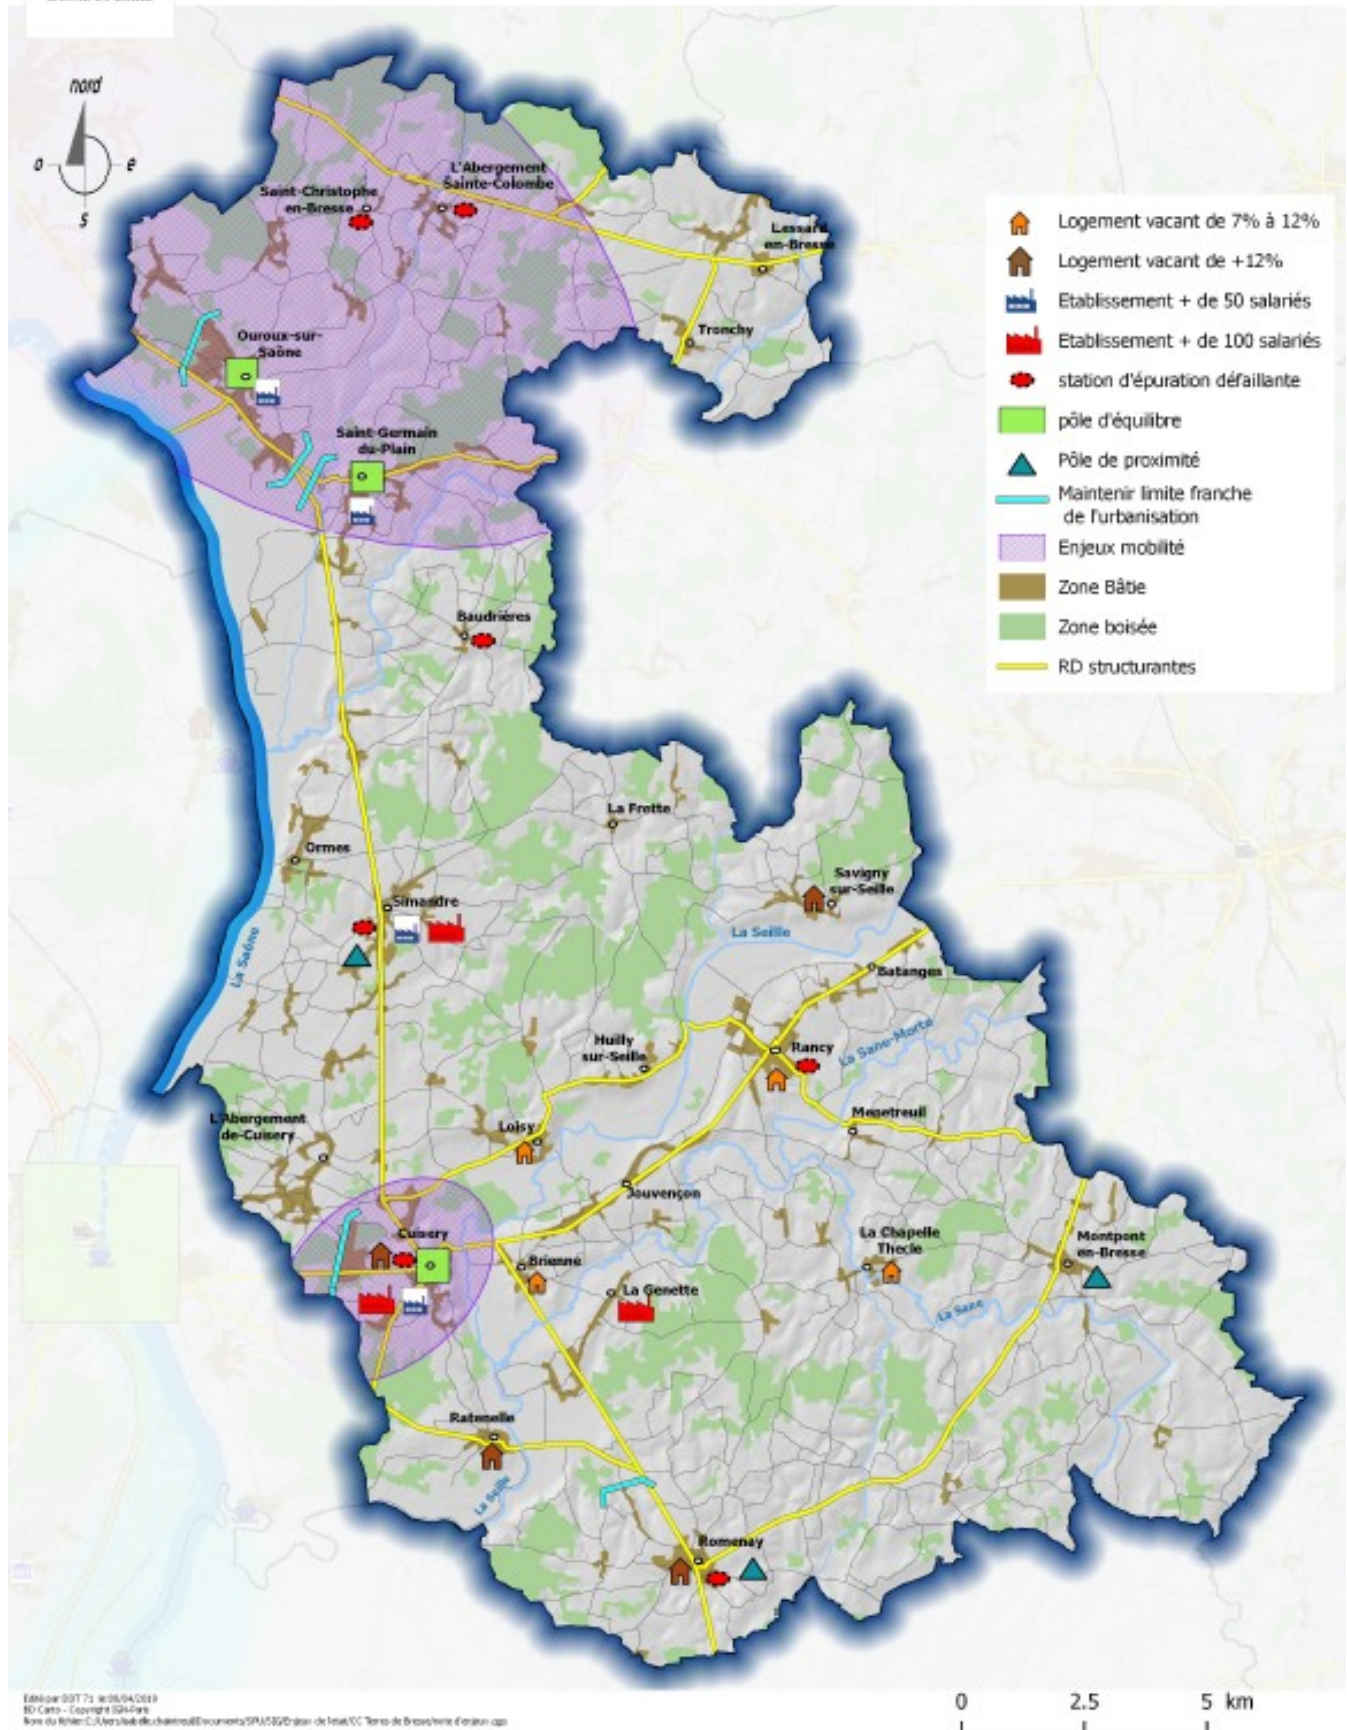 nord
o
e
s
L'Abergement
Sainte-Colombe
Saint-Christophe
en-Bresse
Lessard
en-Bresse
Tronchy
Ouroux-sur-
Saône
Saint-Germain
du-Plain
Baudrières
La Frette
Ormes
Simandre
Savigny
sur-Seille
La Seille
La Saône
Batanges
Huilly
sur-Seille
Rancy
La Sane-Morte
L'Abergement
de-Cuisery
Loisy
Menetreuil
Jouvençon
Cuisery
La Chapelle
Thecle
Montpont
en-Bresse
Brienne
La Genette
La Sane
Ratenelle
La Seille
Romenay
Logement vacant de 7% à 12%
Logement vacant de +12%
Etablissement + de 50 salariés
Etablissement + de 100 salariés
station d'épuration défaillante
pôle d'équilibre
Pôle de proximité
Maintenir limite franche
de l'urbanisation
Enjeux mobilité
Zone Bâtie
Zone boisée
RD structurantes
0 2.5 5 km